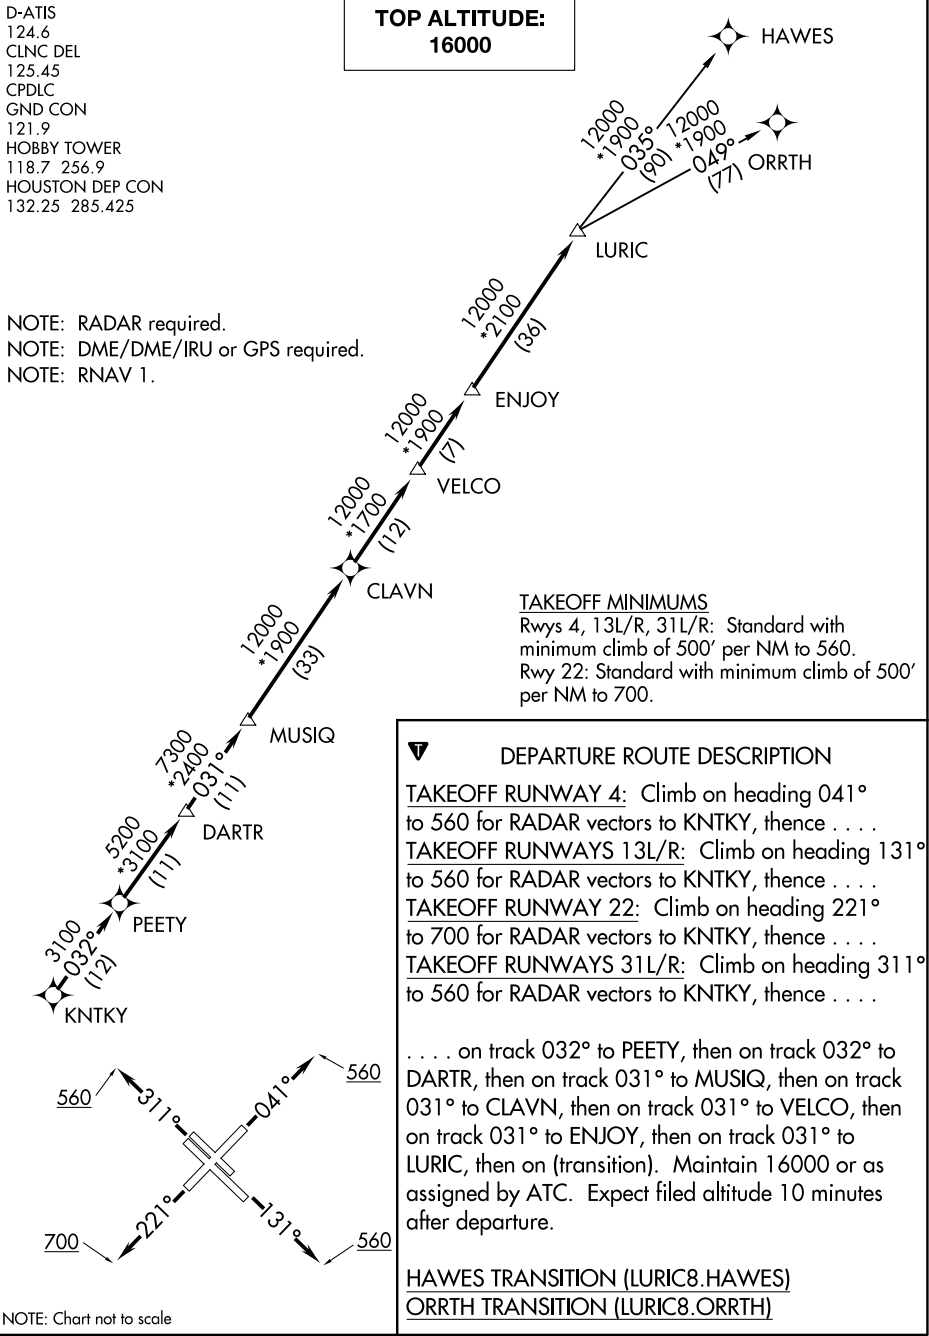 D-ATIS
124.6
CLNC DEL
125.45
CPDLC
GND CON
121.9
HOBBY TOWER
118.7 256.9
HOUSTON DEP CON
132.25 285.425
TOP ALTITUDE:
16000
HAWES
12000
*1900
035°
(90)
12000
*1900
049°
(77)
ORRTH
LURIC
NOTE: RADAR required.
NOTE: DME/DME/IRU or GPS required.
NOTE: RNAV 1.
12000
*2100
(36)
ENJOY
12000
*1900
(7)
VELCO
12000
*1700
(12)
CLAVN
12000
*1900
(33)
MUSIQ
7300
*2400
031°
(11)
DARTR
5200
*3100
(11)
PEETY
3100
032°
(12)
KNTKY
TAKEOFF MINIMUMS
Rwys 4, 13L/R, 31L/R: Standard with
minimum climb of 500' per NM to 560.
Rwy 22: Standard with minimum climb of 500'
per NM to 700.
T
DEPARTURE ROUTE DESCRIPTION
TAKEOFF RUNWAY 4: Climb on heading 041°
to 560 for RADAR vectors to KNTKY, thence . . . .
TAKEOFF RUNWAYS 13L/R: Climb on heading 131°
to 560 for RADAR vectors to KNTKY, thence . . . .
TAKEOFF RUNWAY 22: Climb on heading 221°
to 700 for RADAR vectors to KNTKY, thence . . . .
TAKEOFF RUNWAYS 31L/R: Climb on heading 311°
to 560 for RADAR vectors to KNTKY, thence . . . .
. . . . on track 032° to PEETY, then on track 032° to
DARTR, then on track 031° to MUSIQ, then on track
031° to CLAVN, then on track 031° to VELCO, then
on track 031° to ENJOY, then on track 031° to
LURIC, then on (transition). Maintain 16000 or as
assigned by ATC. Expect filed altitude 10 minutes
after departure.
HAWES TRANSITION (LURIC8.HAWES)
ORRTH TRANSITION (LURIC8.ORRTH)
560
311°
041°
560
700
221°
131°
560
NOTE: Chart not to scale